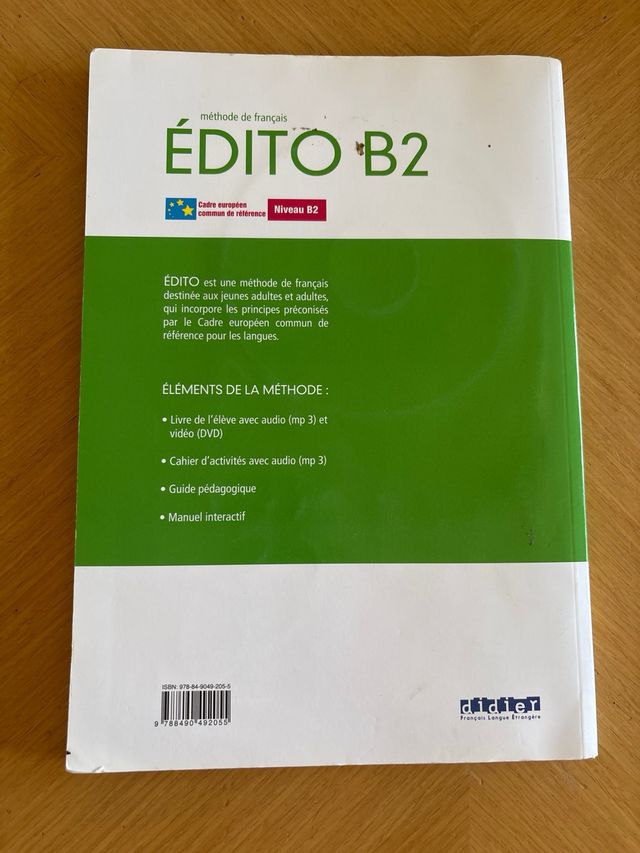 méthode de français
ÉDITO B2
Cadre européen
commun de référence
Niveau B2
ÉDITO est une méthode de français
destinée aux jeunes adultes et adultes,
qui incorpore les principes préconisés
par le Cadre européen commun de
référence pour les langues.
ÉLÉMENTS DE LA MÉTHODE :
• Livre de l'élève avec audio (mp 3) et
vidéo (DVD)
• Cahier d'activités avec audio (mp 3)
• Guide pédagogique
• Manuel interactif
ISBN: 978-84-9049-205-5
9 788490 492055
didier
Français Langue Étrangère